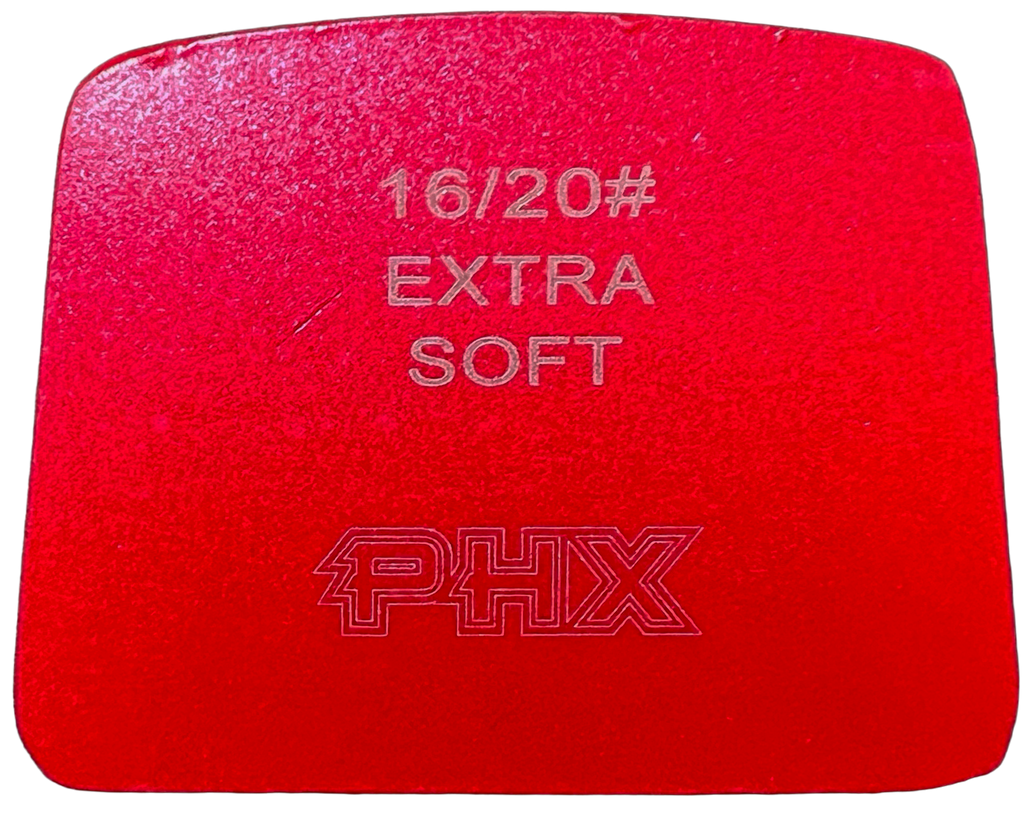 16/20#
EXTRA
SOFT
PHX